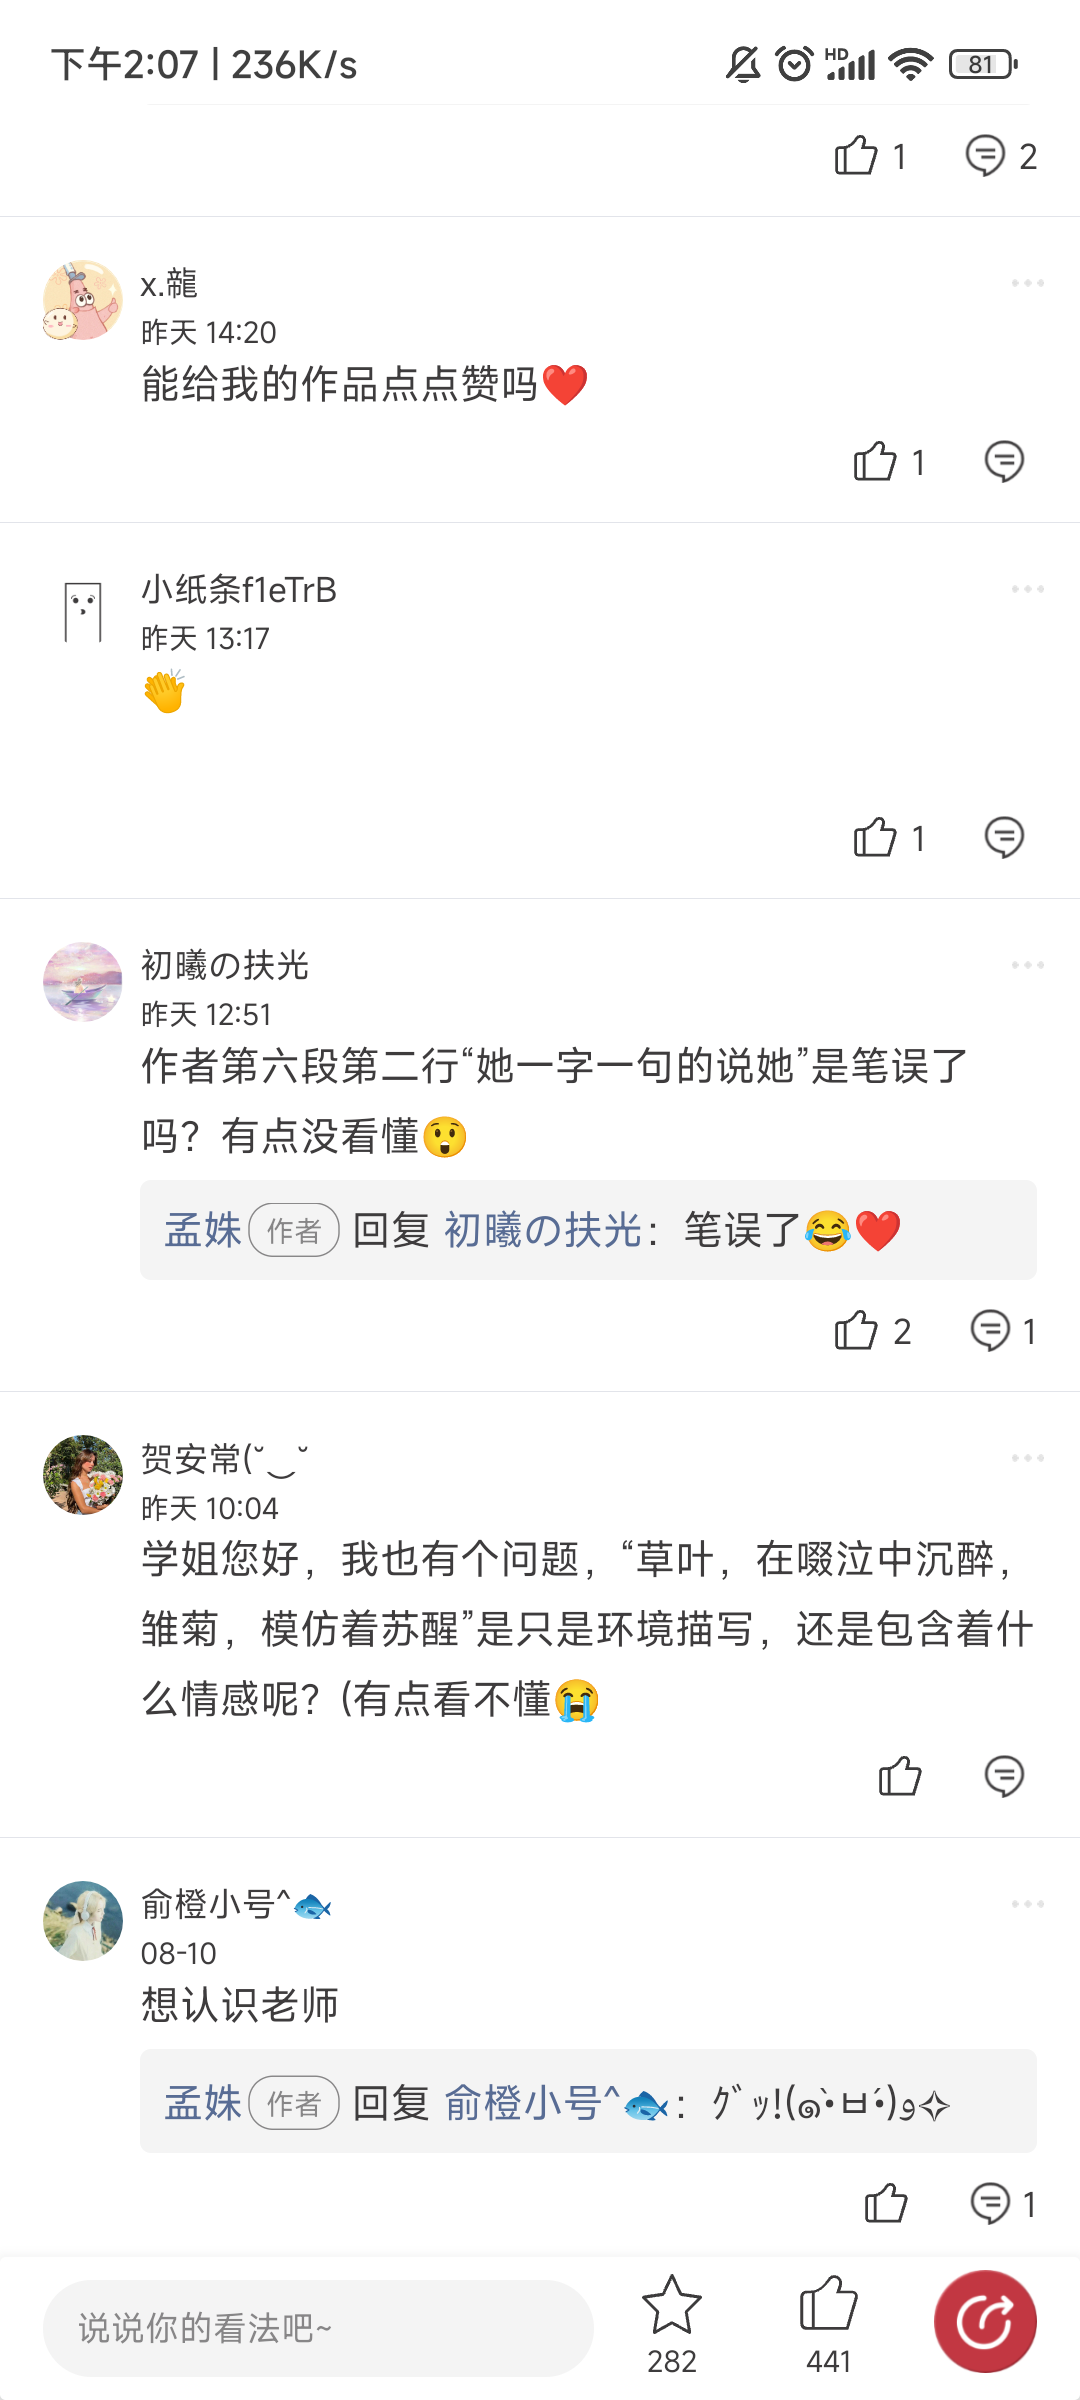 下午2:07 | 236K/s HD 81
1 2
x.龍
昨天 14:20
能给我的作品点点赞吗❤️
1
小纸条f1eTrB
昨天 13:17
👏
1
初曦の扶光
昨天 12:51
作者第六段第二行“她一字一句的说她”是笔误了
吗？有点没看懂😲
孟姝 作者 回复 初曦の扶光：笔误了😂❤️
2 1
贺安常(˘‿˘
昨天 10:04
学姐您好，我也有个问题，“草叶，在啜泣中沉醉，
雏菊，模仿着苏醒”是只是环境描写，还是包含着什
么情感呢？(有点看不懂😭
俞橙小号^🐟
08-10
想认识老师
孟姝 作者 回复 俞橙小号^🐟：ｸﾞｯ!(๑•̀ㅂ•́)و✧
1
说说你的看法吧~
282 441